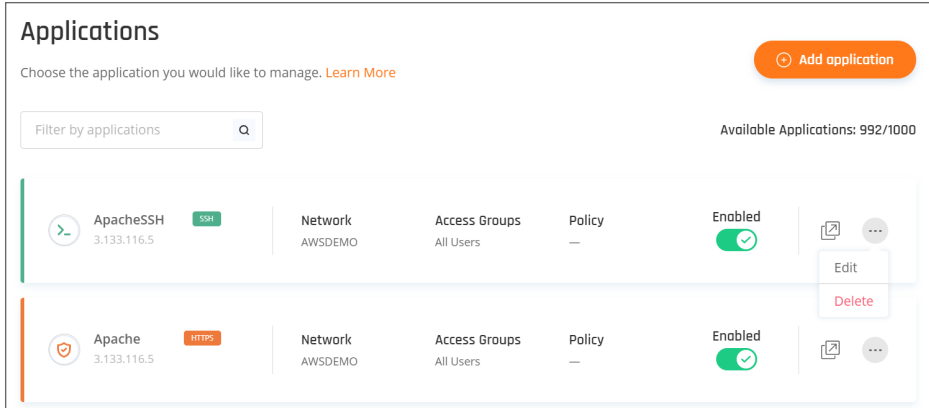 Applications
Choose the application you would like to manage. Learn More
Add application
Filter by applications
Available Applications: 992/1000
ApacheSSH SSH
3.133.116.5
Network
AWSDEMO
Access Groups
All Users
Policy
—
Enabled
Edit
Delete
Apache HTTPS
3.133.116.5
Network
AWSDEMO
Access Groups
All Users
Policy
—
Enabled